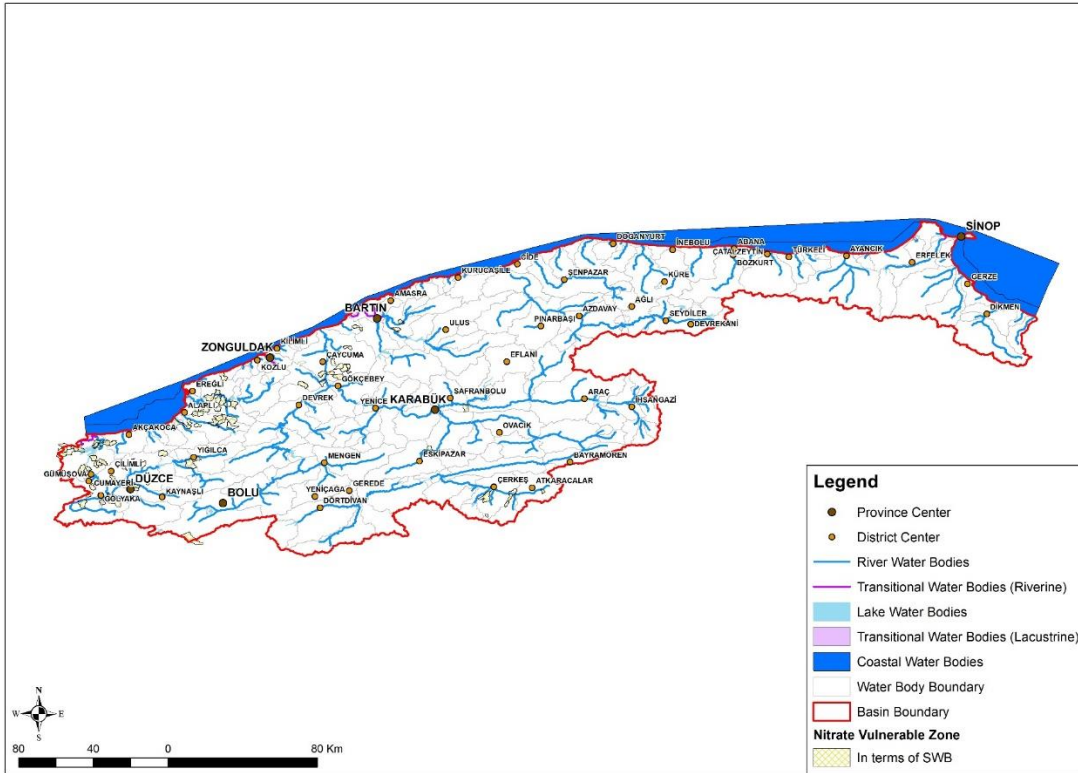 SİNOP
DOĞANYURT
İNEBOLU
ABANA
ÇATALZEYTİN
BOZKURT
TÜRKELİ
AYANCIK
ERFELEK
GERZE
DİKMEN
CİDE
KURUCAŞİLE
ŞENPAZAR
KÜRE
AMASRA
BARTIN
AĞLI
AZDAVAY
PINARBAŞI
SEYDİLER
DEVREKANİ
ULUS
KİLİMLİ
ZONGULDAK
KOZLU
ÇAYCUMA
EFLANİ
GÖKÇEBEY
EREĞLİ
ALAPLI
DEVREK
YENİCE
KARABÜK
SAFRANBOLU
ARAÇ
İHSANGAZİ
AKÇAKOCA
OVACIK
YIĞILCA
MENGEN
ESKİPAZAR
BAYRAMÖREN
ÇİLİMLİ
GÜMÜŞOVA
CUMAYERİ
DÜZCE
GÖLYAKA
KAYNAŞLI
BOLU
YENİÇAĞA
GEREDE
DÖRTDİVAN
ÇERKEŞ
ATKARACALAR
Legend
Province Center
District Center
River Water Bodies
Transitional Water Bodies (Riverine)
Lake Water Bodies
Transitional Water Bodies (Lacustrine)
Coastal Water Bodies
Water Body Boundary
Basin Boundary
Nitrate Vulnerable Zone
In terms of SWB
N
W E
S
80 40 0 80 Km